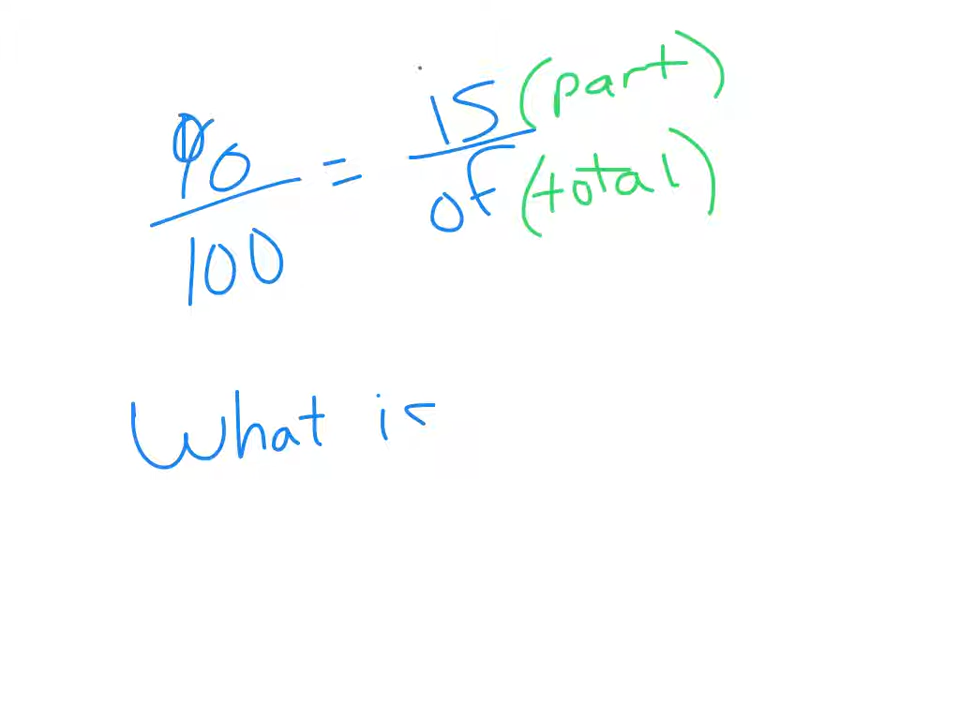 %/100 = is (part)/of (total)
What is